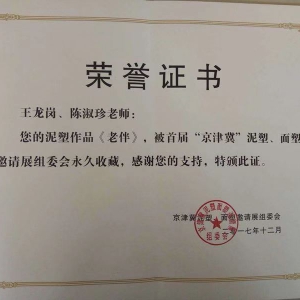 荣誉证书
王龙岗、陈淑珍老师：
您的泥塑作品《老伴》，被首届“京津冀”泥塑、面塑
邀请展组委会永久收藏，感谢您的支持，特颁此证。
京津冀泥塑、面塑邀请展组委会
一七年十二月
组委会